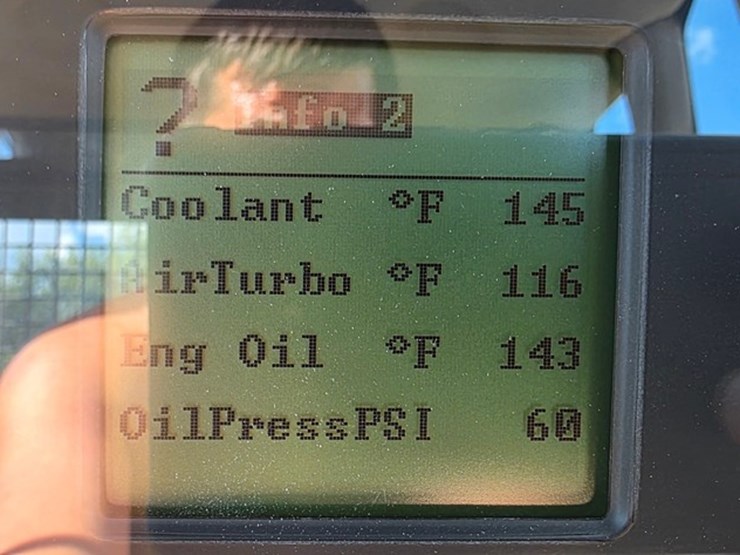 ? Info 2
Coolant °F 145
AirTurbo °F 116
Eng Oil °F 143
OilPressPSI 60